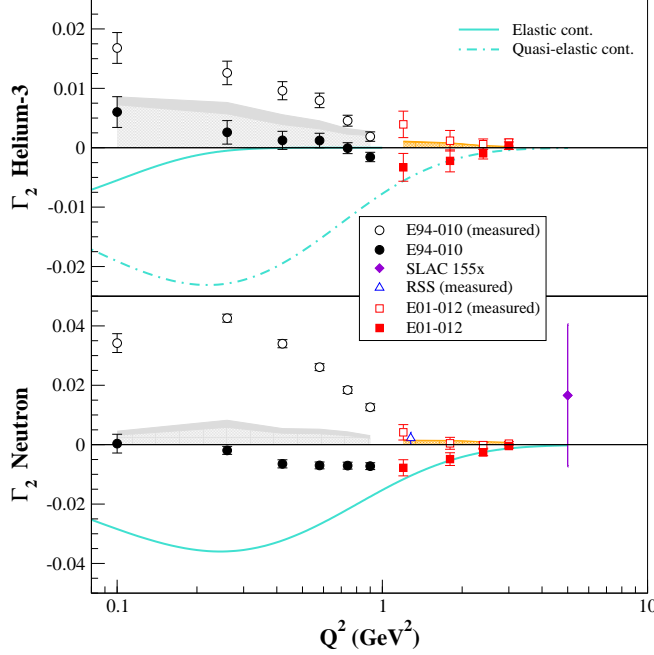 0.02
0.01
0
-0.01
-0.02
Γ2 Helium-3
Elastic cont.
Quasi-elastic cont.
E94-010 (measured)
E94-010
SLAC 155x
RSS (measured)
E01-012 (measured)
E01-012
0.04
0.02
0
-0.02
-0.04
Γ2 Neutron
0.1
1
10
Q² (GeV²)